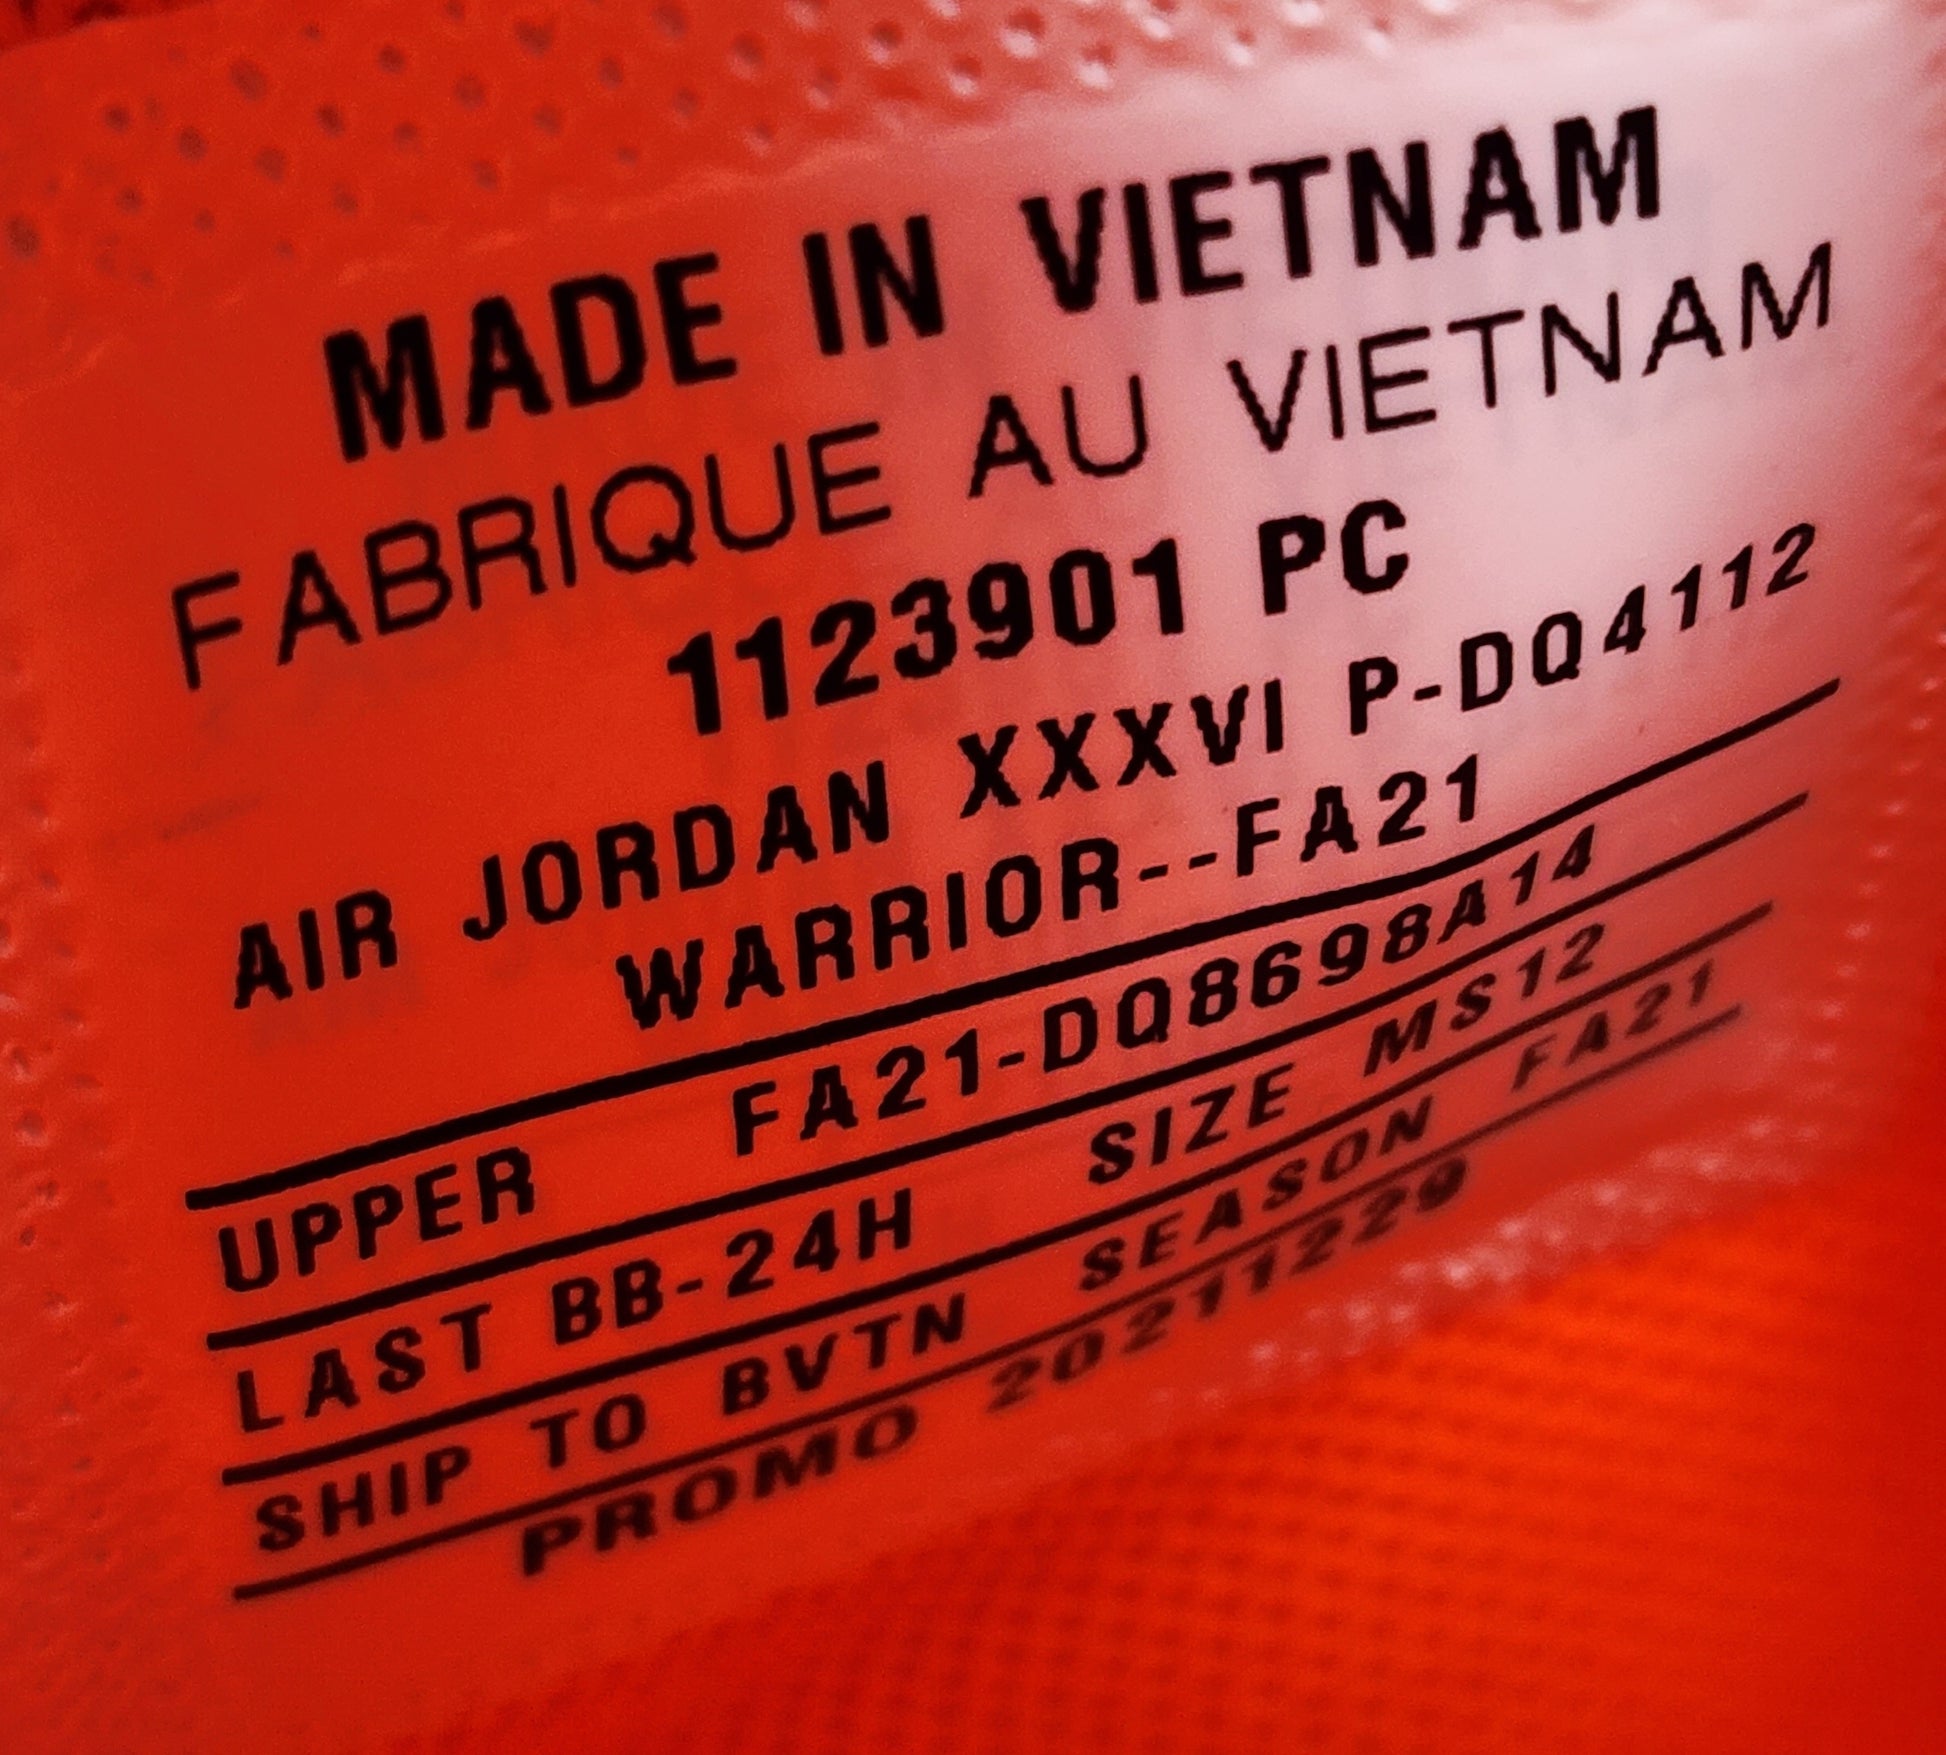 MADE IN VIETNAM
FABRIQUE AU VIETNAM
1123901 PC
AIR JORDAN XXXVI P-DQ4112
WARRIOR--FA21
UPPER FA21-DQ8698A14
LAST BB-24H SIZE MS12
SHIP TO BVTN SEASON FA21
PROMO 20211229